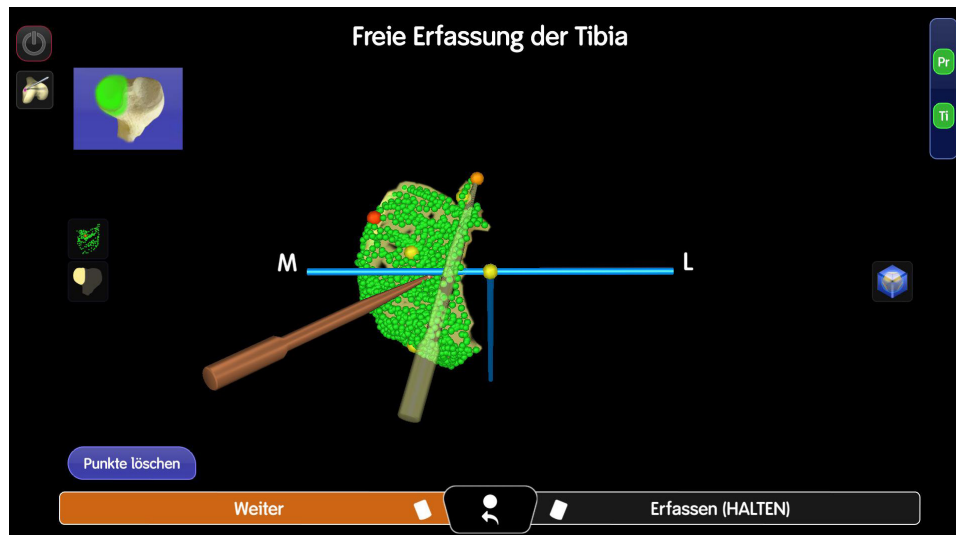 Freie Erfassung der Tibia
Pr
Ti
M
L
Punkte löschen
Weiter
Erfassen (HALTEN)